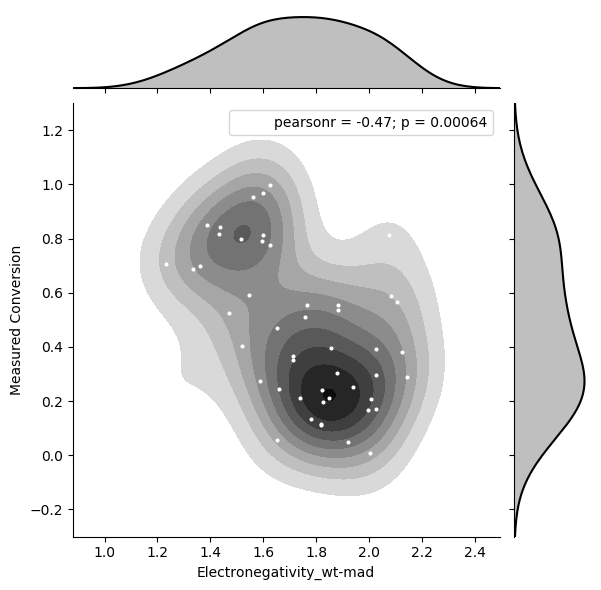 pearsonr = -0.47; p = 0.00064
1.2
1.0
0.8
0.6
0.4
0.2
0.0
−0.2
Measured Conversion
1.0 1.2 1.4 1.6 1.8 2.0 2.2 2.4
Electronegativity_wt-mad